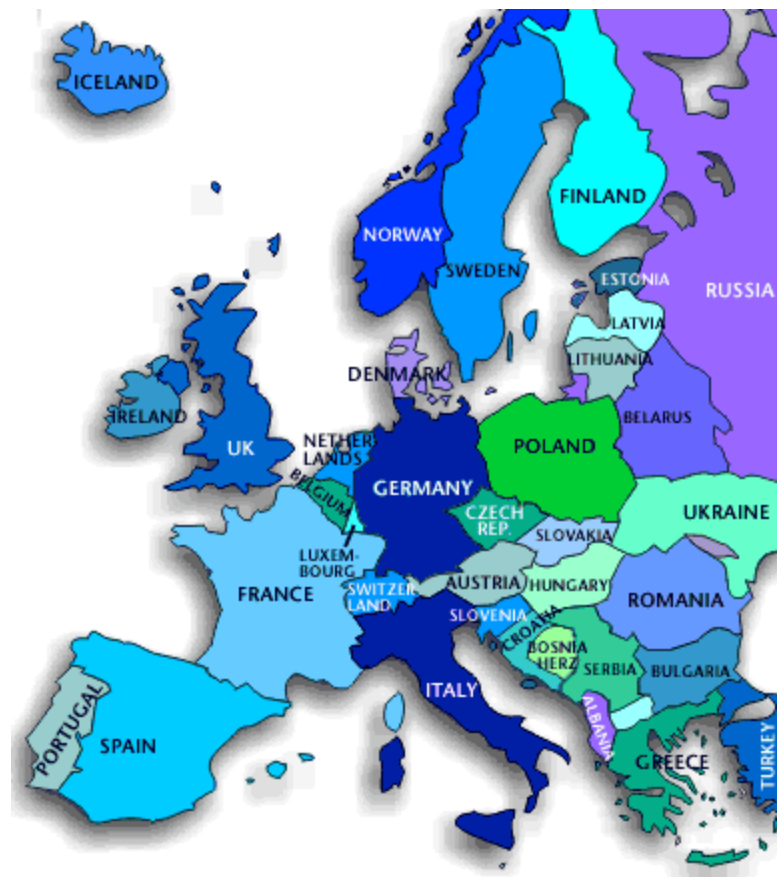 ICELAND
FINLAND
NORWAY
SWEDEN
ESTONIA
RUSSIA
LATVIA
LITHUANIA
DENMARK
IRELAND
BELARUS
UK
NETHER
LANDS
POLAND
GERMANY
BELGIUM
CZECH
REP.
UKRAINE
SLOVAKIA
LUXEM-
BOURG
AUSTRIA
HUNGARY
FRANCE
SWITZER
LAND
ROMANIA
SLOVENIA
CROATIA
BOSNIA
HERZ
SERBIA
BULGARIA
ITALY
PORTUGAL
SPAIN
ALBANIA
GREECE
TURKEY